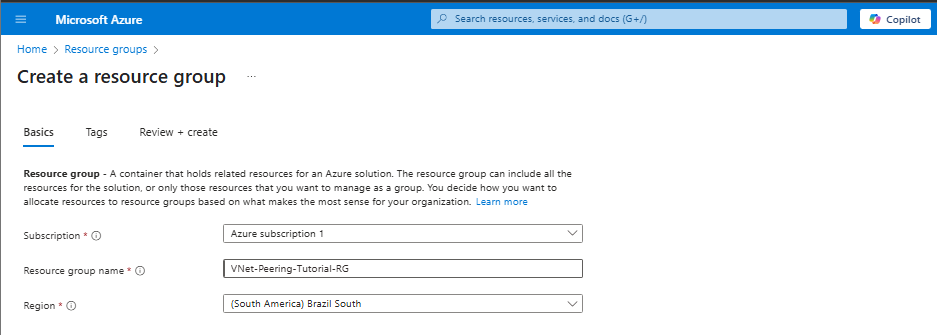 Microsoft Azure
Search resources, services, and docs (G+/)
Copilot
Home > Resource groups >
Create a resource group ...
Basics Tags Review + create
Resource group - A container that holds related resources for an Azure solution. The resource group can include all the
resources for the solution, or only those resources that you want to manage as a group. You decide how you want to
allocate resources to resource groups based on what makes the most sense for your organization. Learn more
Subscription * Azure subscription 1
Resource group name * VNet-Peering-Tutorial-RG
Region * (South America) Brazil South